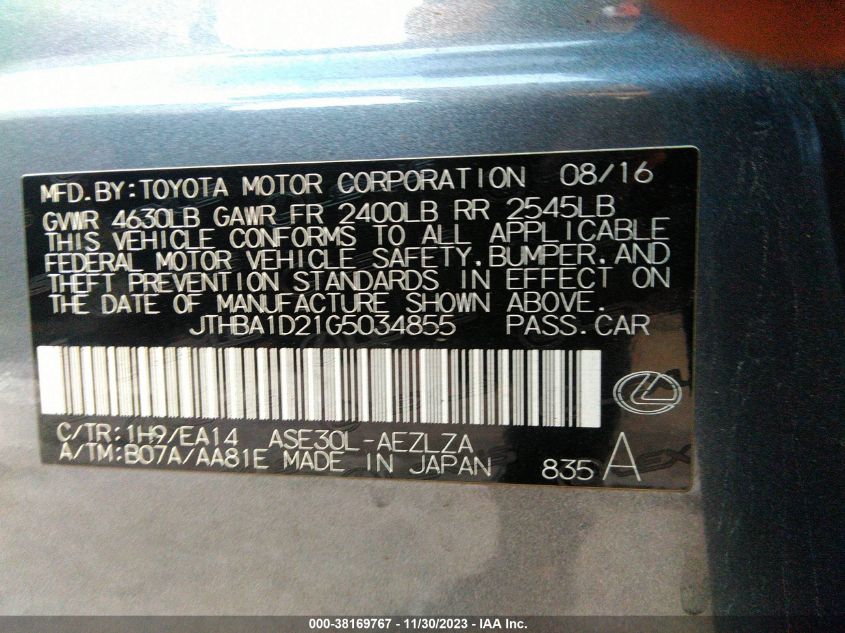 MFD.BY:TOYOTA MOTOR CORPORATION 08/16
GVWR 4630LB GAWR FR 2400LB RR 2545LB
THIS VEHICLE CONFORMS TO ALL APPLICABLE
FEDERAL MOTOR VEHICLE SAFETY,BUMPER,AND
THEFT PREVENTION STANDARDS IN EFFECT ON
THE DATE OF MANUFACTURE SHOWN ABOVE.
JTHBA1D21G5034855 PASS.CAR
C/TR:1H9/EA14 ASE30L-AEZLZA
A/TM:B07A/AA81E MADE IN JAPAN 835 A
000-38169767 - 11/30/2023 - IAA Inc.